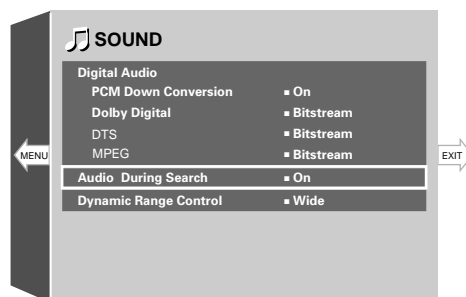 SOUND
Digital Audio
PCM Down Conversion ▪ On
Dolby Digital ▪ Bitstream
DTS ▪ Bitstream
MPEG ▪ Bitstream
MENU
EXIT
Audio During Search ▪ On
Dynamic Range Control ▪ Wide